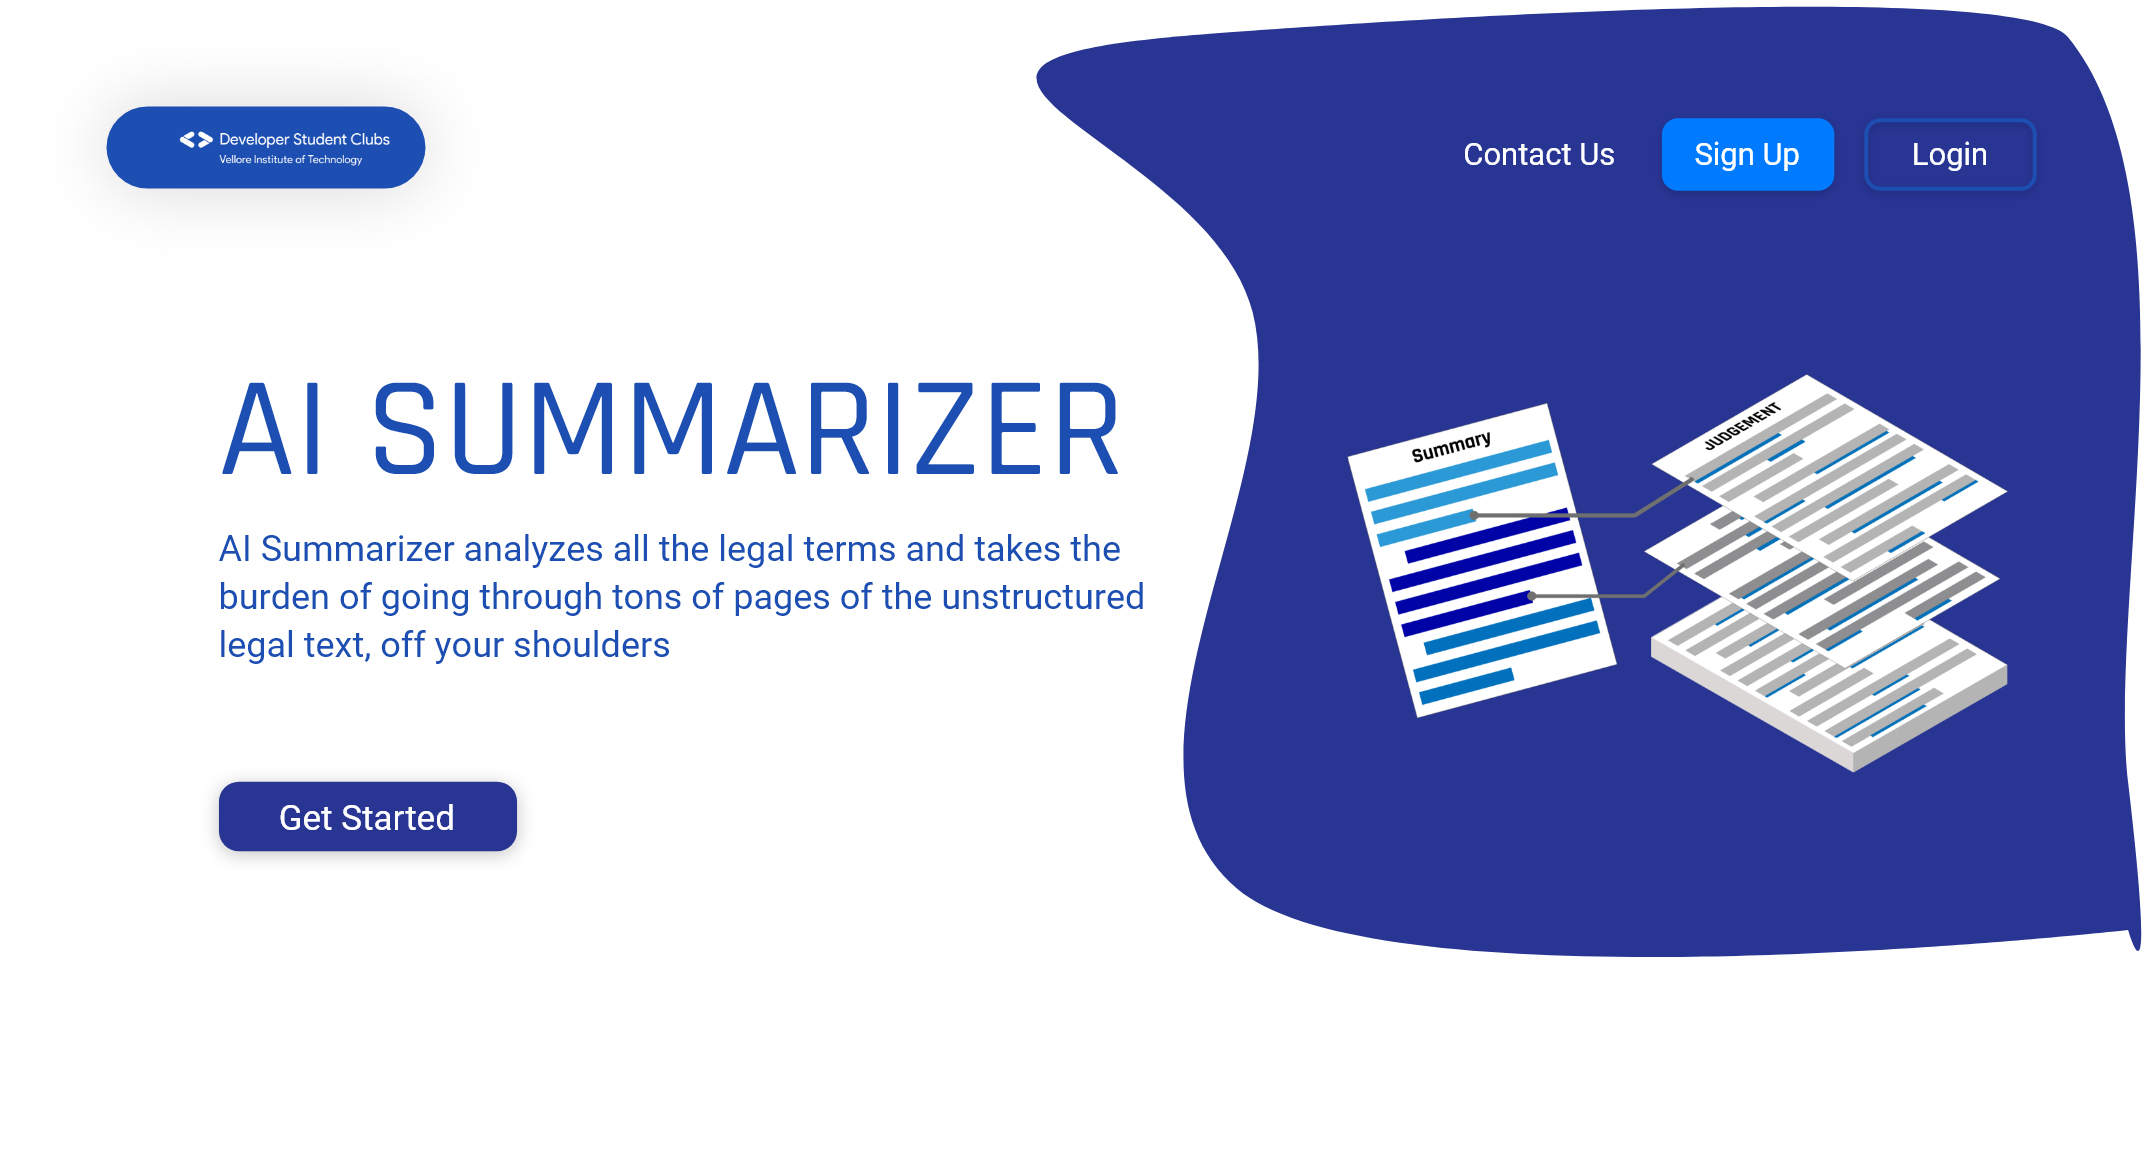 Developer Student Clubs
Vellore Institute of Technology
Contact Us
Sign Up
Login
AI SUMMARIZER
AI Summarizer analyzes all the legal terms and takes the
burden of going through tons of pages of the unstructured
legal text, off your shoulders
Get Started
Summary
JUDGEMENT